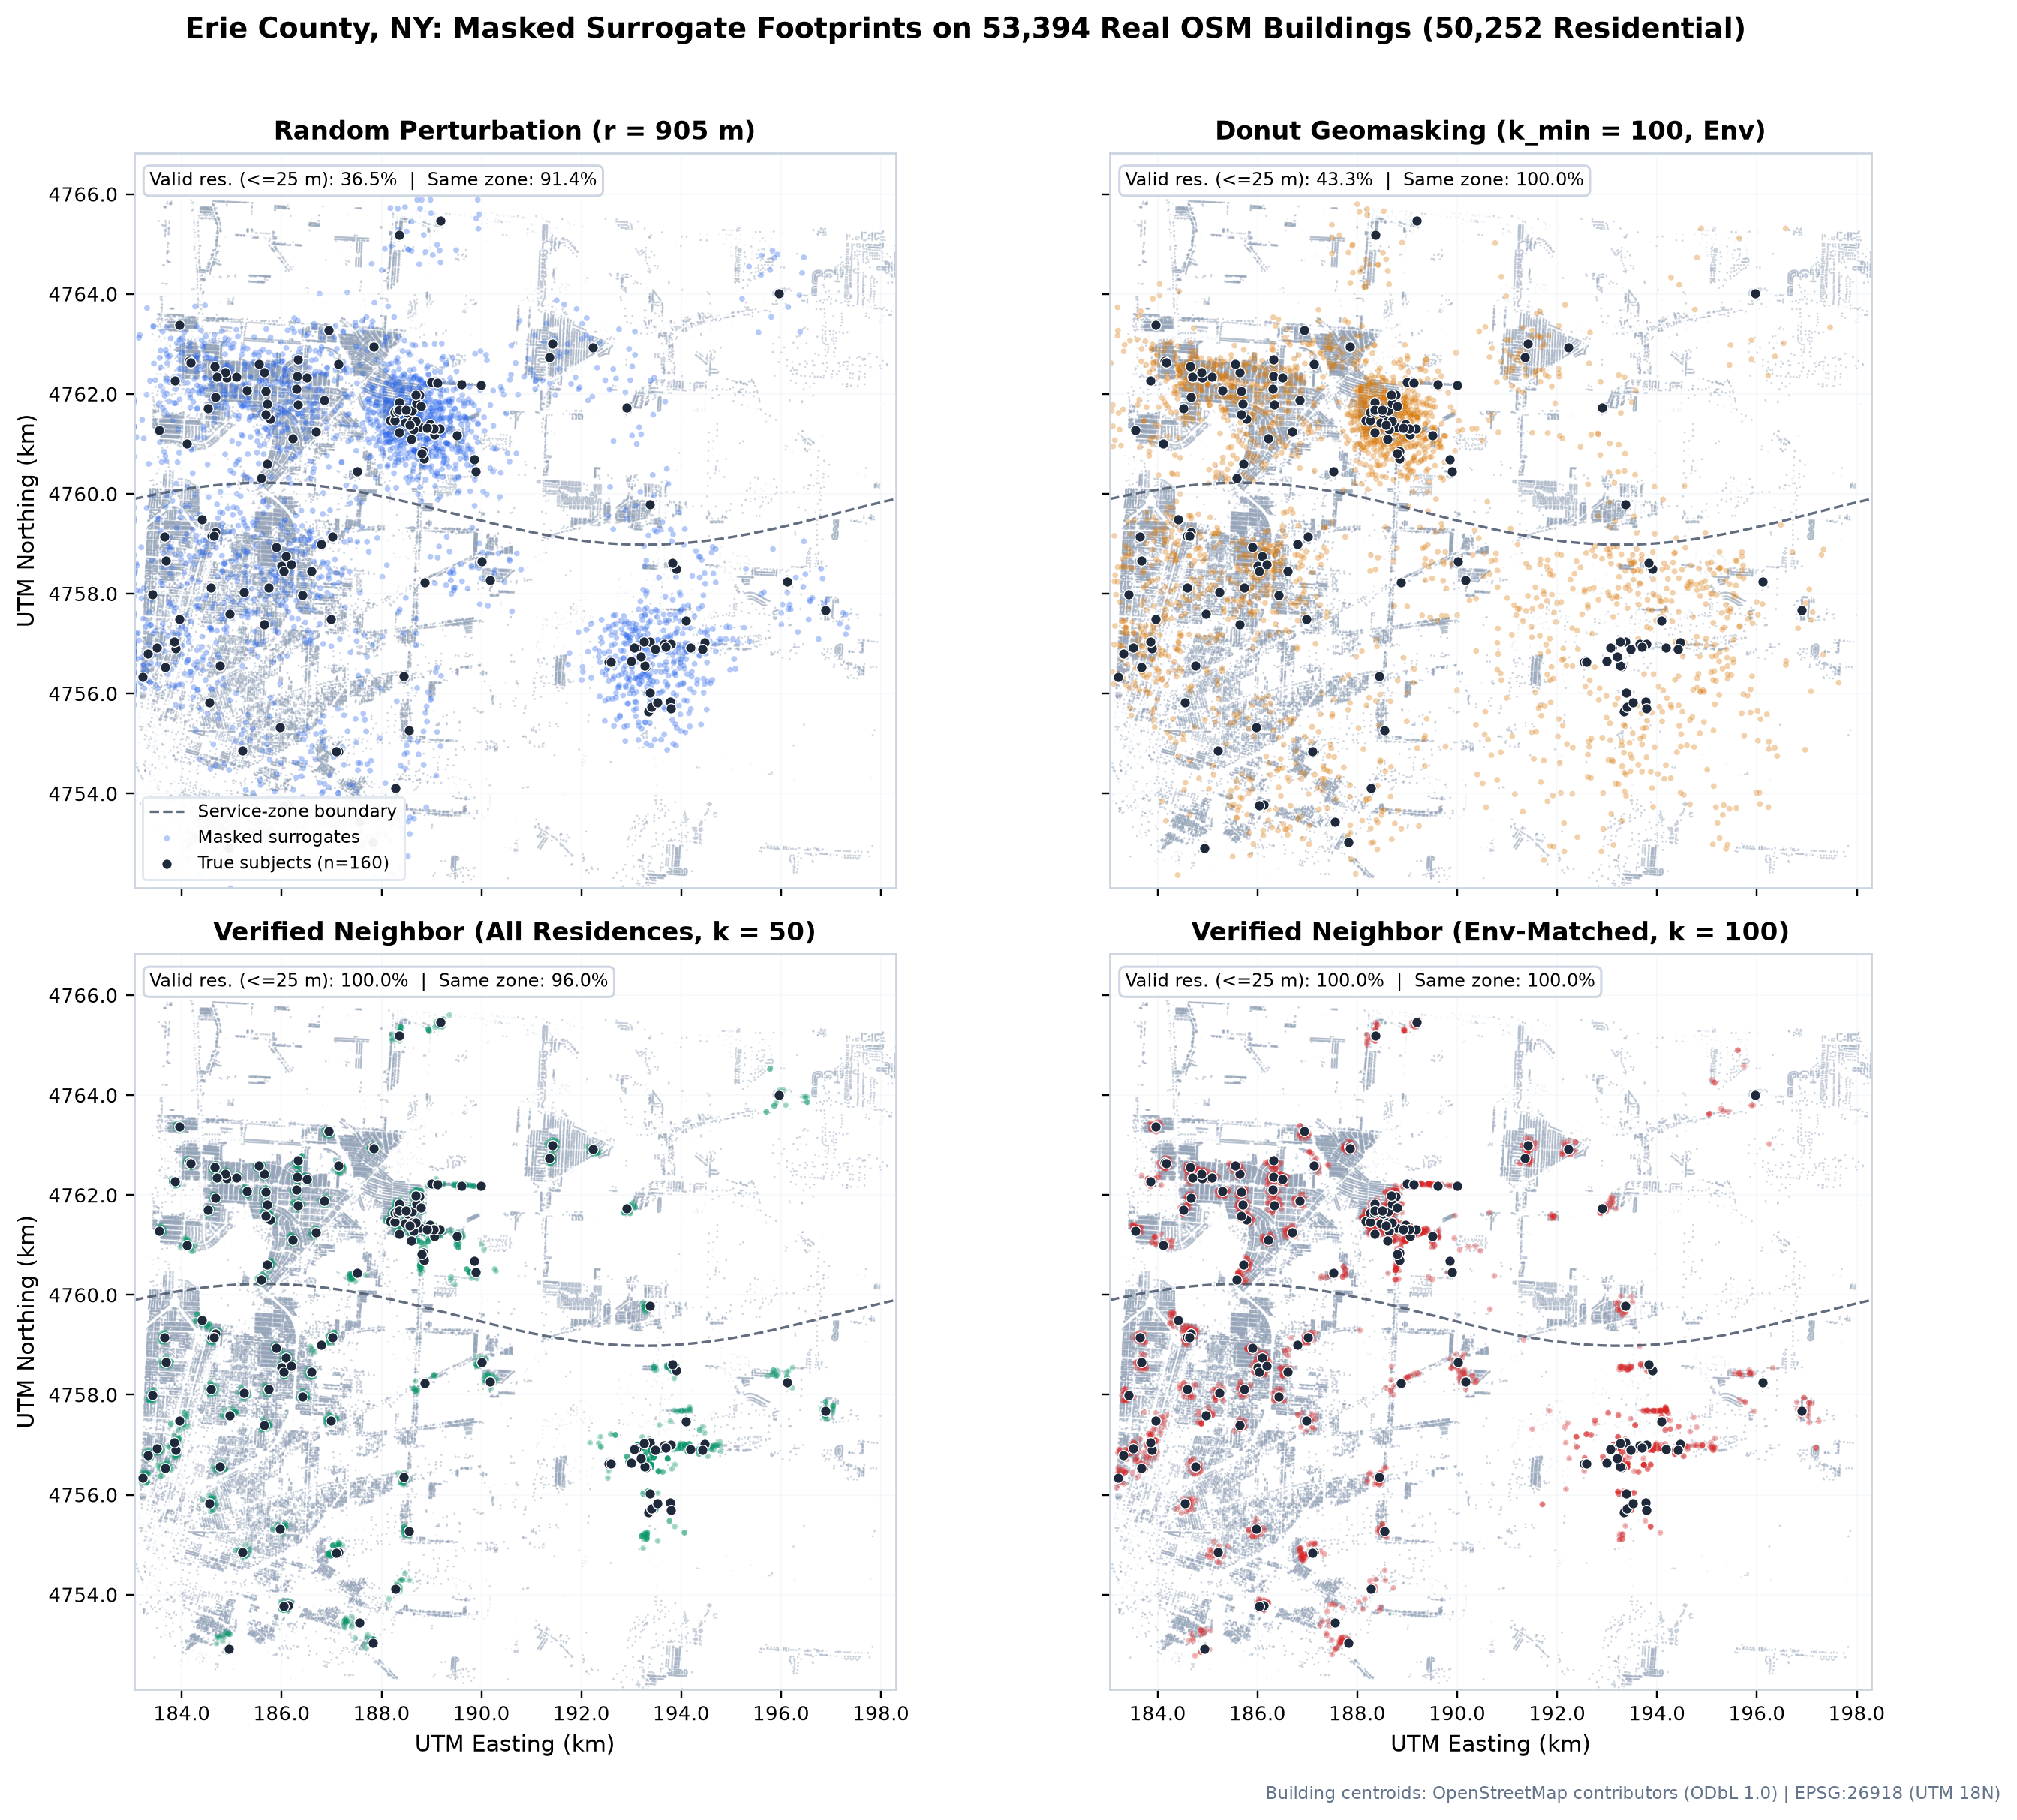 Erie County, NY: Masked Surrogate Footprints on 53,394 Real OSM Buildings (50,252 Residential)
Random Perturbation (r = 905 m)
Valid res. (<=25 m): 36.5% | Same zone: 91.4%
UTM Northing (km)
4766.0
4764.0
4762.0
4760.0
4758.0
4756.0
4754.0
Service-zone boundary
Masked surrogates
True subjects (n=160)
Donut Geomasking (k_min = 100, Env)
Valid res. (<=25 m): 43.3% | Same zone: 100.0%
Verified Neighbor (All Residences, k = 50)
Valid res. (<=25 m): 100.0% | Same zone: 96.0%
UTM Northing (km)
4766.0
4764.0
4762.0
4760.0
4758.0
4756.0
4754.0
184.0 186.0 188.0 190.0 192.0 194.0 196.0 198.0
UTM Easting (km)
Verified Neighbor (Env-Matched, k = 100)
Valid res. (<=25 m): 100.0% | Same zone: 100.0%
184.0 186.0 188.0 190.0 192.0 194.0 196.0 198.0
UTM Easting (km)
Building centroids: OpenStreetMap contributors (ODbL 1.0) | EPSG:26918 (UTM 18N)